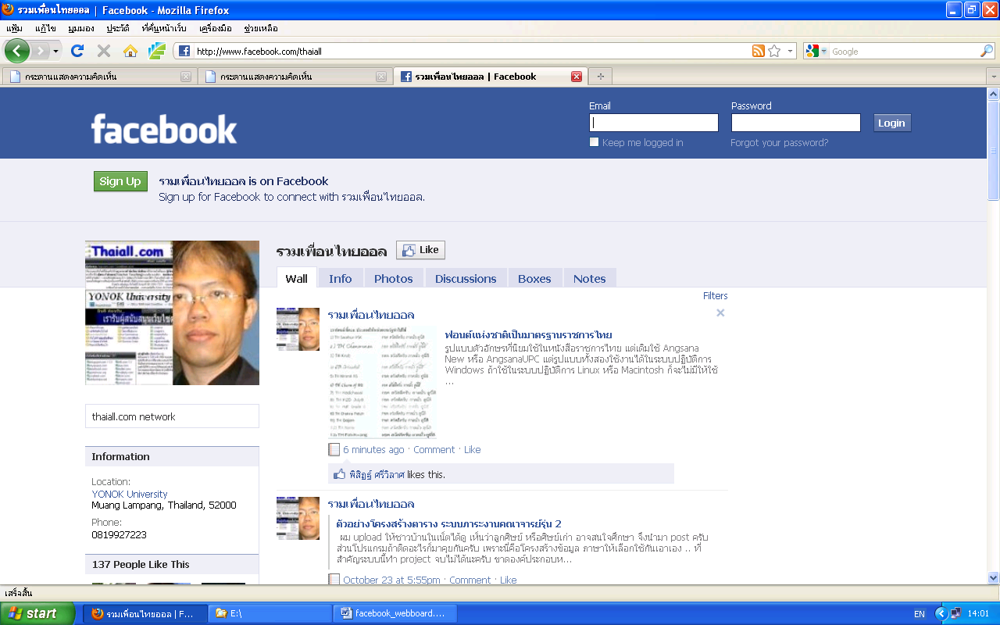 รวมเพื่อนไทยออล | Facebook - Mozilla Firefox
แฟ้ม แก้ไข มุมมอง ประวัติ ที่คั่นหน้าเว็บ เครื่องมือ ช่วยเหลือ
http://www.facebook.com/thaiall
Google
กระดานแสดงความคิดเห็น
กระดานแสดงความคิดเห็น
รวมเพื่อนไทยออล | Facebook
facebook
Email
Password
Login
Keep me logged in
Forgot your password?
Sign Up
รวมเพื่อนไทยออล is on Facebook
Sign up for Facebook to connect with รวมเพื่อนไทยออล.
Thaiall.com
YONOK University
เรารับผู้สนับสนุนเว็บไซต์
รวมเพื่อนไทยออล
Like
Wall Info Photos Discussions Boxes Notes
Filters
รวมเพื่อนไทยออล
ฟอนต์แห่งชาติเป็นมาตรฐานราชการไทย
รูปแบบตัวอักษรที่นิยมใช้ในหนังสือราชการไทย แต่เดิมใช้ Angsana
New หรือ AngsanaUPC แต่รูปแบบทั้งสองใช้งานได้ในระบบปฏิบัติการ
Windows ถ้าใช้ในระบบปฏิบัติการ Linux หรือ Macintosh ก็จะไม่มีให้ใช้
...
6 minutes ago · Comment · Like
พิสิฏฐ์ ศรีวิลาศ likes this.
thaiall.com network
Information
Location:
YONOK University
Muang Lampang, Thailand, 52000
Phone:
0819927223
137 People Like This
รวมเพื่อนไทยออล
ตัวอย่างโครงสร้างตาราง ระบบภาระงานคณาจารย์รุ่น 2
ผม upload ให้ชาวบ้านในเน็ตได้ดู เห็นว่าลูกศิษย์ หรือศิษย์เก่า อาจสนใจศึกษา จึงนำมา post ครับ
ส่วนโปรแกรมถ้าติดอะไรก็มาคุยกันครับ เพราะนี่คือโครงสร้างข้อมูล ภาษาให้เลือกใช้กันเอาเอง .. ที่
สำคัญระบบนี้ทำ project จบไม่ได้นะครับ ขาดองค์ประกอบห...
October 23 at 5:55pm · Comment · Like
เสร็จสิ้น
start
รวมเพื่อนไทยออล | F...
E:\
facebook_webboard....
EN
14:01